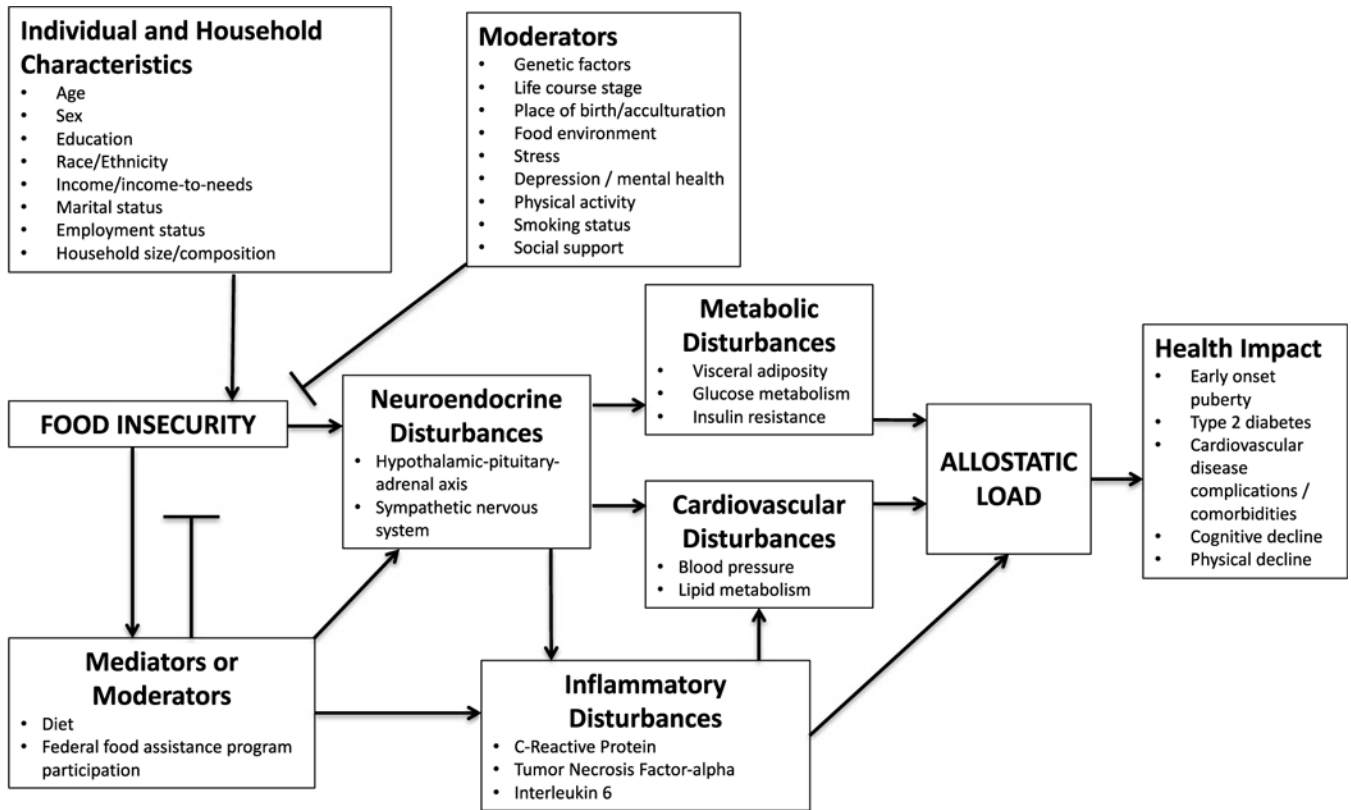 Individual and Household
Characteristics
• Age
• Sex
• Education
• Race/Ethnicity
• Income/income-to-needs
• Marital status
• Employment status
• Household size/composition
Moderators
• Genetic factors
• Life course stage
• Place of birth/acculturation
• Food environment
• Stress
• Depression / mental health
• Physical activity
• Smoking status
• Social support
FOOD INSECURITY
Neuroendocrine
Disturbances
• Hypothalamic-pituitary-
adrenal axis
• Sympathetic nervous
system
Metabolic
Disturbances
• Visceral adiposity
• Glucose metabolism
• Insulin resistance
Cardiovascular
Disturbances
• Blood pressure
• Lipid metabolism
ALLOSTATIC
LOAD
Health Impact
• Early onset
puberty
• Type 2 diabetes
• Cardiovascular
disease
complications /
comorbidities
• Cognitive decline
• Physical decline
Mediators or
Moderators
• Diet
• Federal food assistance program
participation
Inflammatory
Disturbances
• C-Reactive Protein
• Tumor Necrosis Factor-alpha
• Interleukin 6